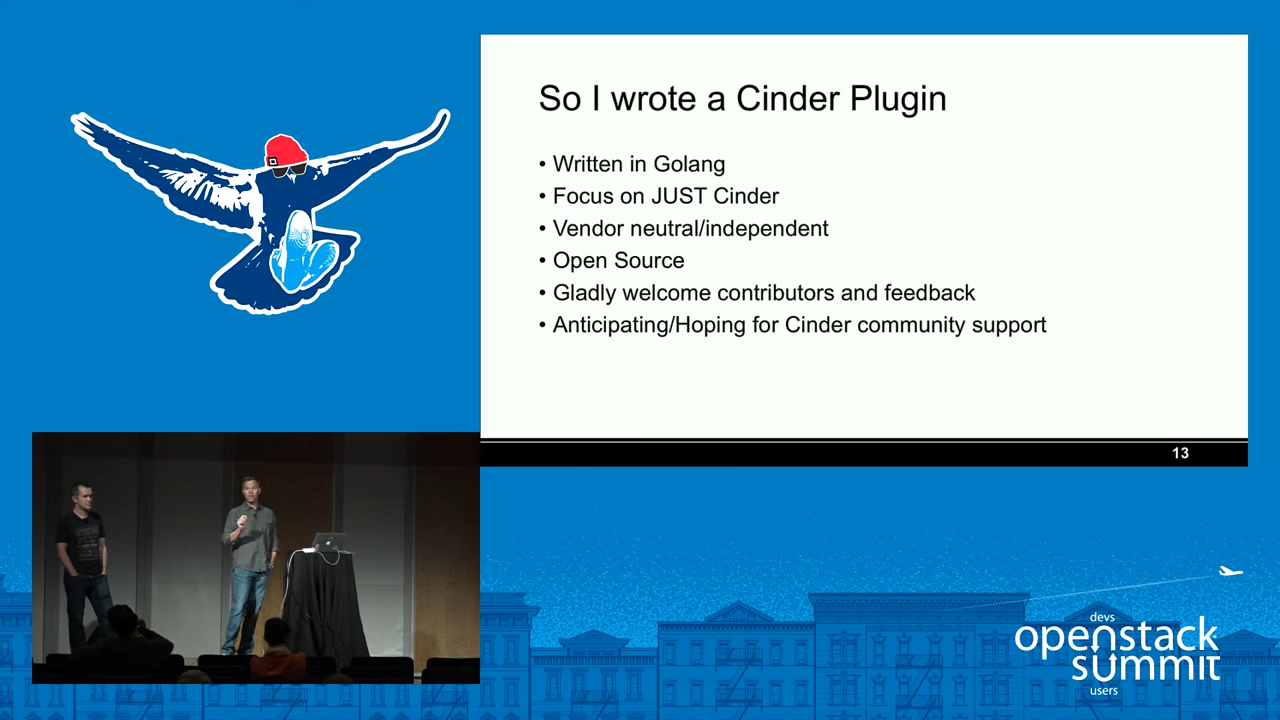 So I wrote a Cinder Plugin
• Written in Golang
• Focus on JUST Cinder
• Vendor neutral/independent
• Open Source
• Gladly welcome contributors and feedback
• Anticipating/Hoping for Cinder community support
13
devs
openstack
summit
users